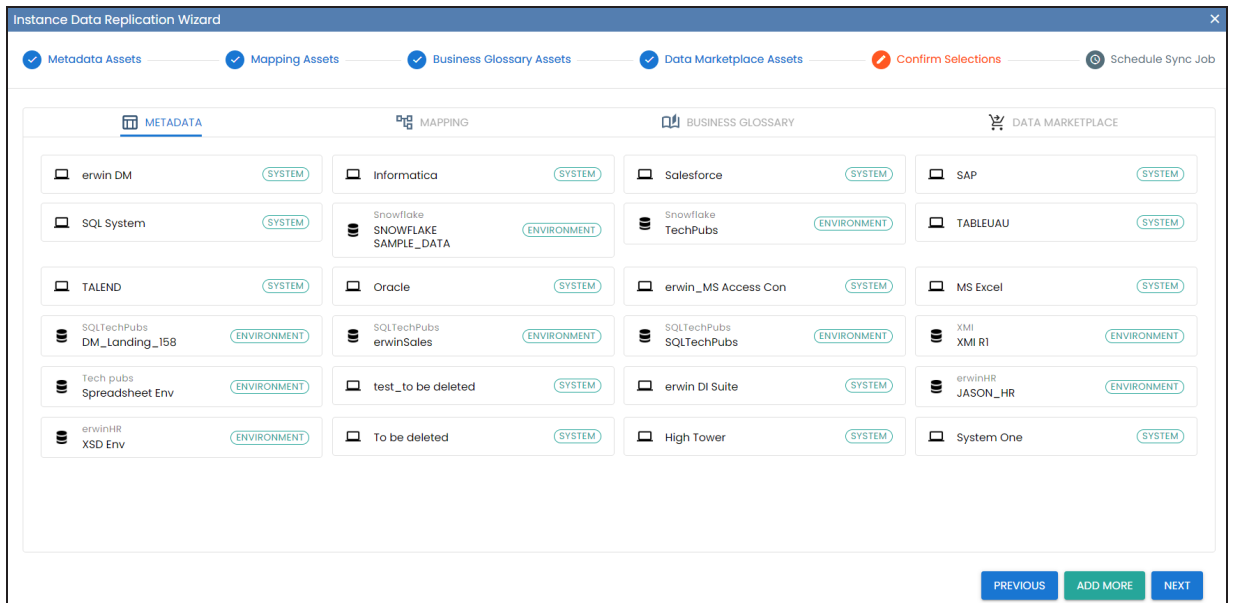 Instance Data Replication Wizard
Metadata Assets
Mapping Assets
Business Glossary Assets
Data Marketplace Assets
Confirm Selections
Schedule Sync Job
METADATA
MAPPING
BUSINESS GLOSSARY
DATA MARKETPLACE
erwin DM
SYSTEM
Informatica
SYSTEM
Salesforce
SYSTEM
SAP
SYSTEM
SQL System
SYSTEM
Snowflake
SNOWFLAKE
SAMPLE_DATA
ENVIRONMENT
Snowflake
TechPubs
ENVIRONMENT
TABLEUAU
SYSTEM
TALEND
SYSTEM
Oracle
SYSTEM
erwin_MS Access Con
SYSTEM
MS Excel
SYSTEM
SQLTechPubs
DM_Landing_158
ENVIRONMENT
SQLTechPubs
erwinSales
ENVIRONMENT
SQLTechPubs
SQLTechPubs
ENVIRONMENT
XMI
XMI R1
ENVIRONMENT
Tech pubs
Spreadsheet Env
ENVIRONMENT
test_to be deleted
SYSTEM
erwin DI Suite
SYSTEM
erwinHR
JASON_HR
ENVIRONMENT
erwinHR
XSD Env
ENVIRONMENT
To be deleted
SYSTEM
High Tower
SYSTEM
System One
SYSTEM
PREVIOUS
ADD MORE
NEXT